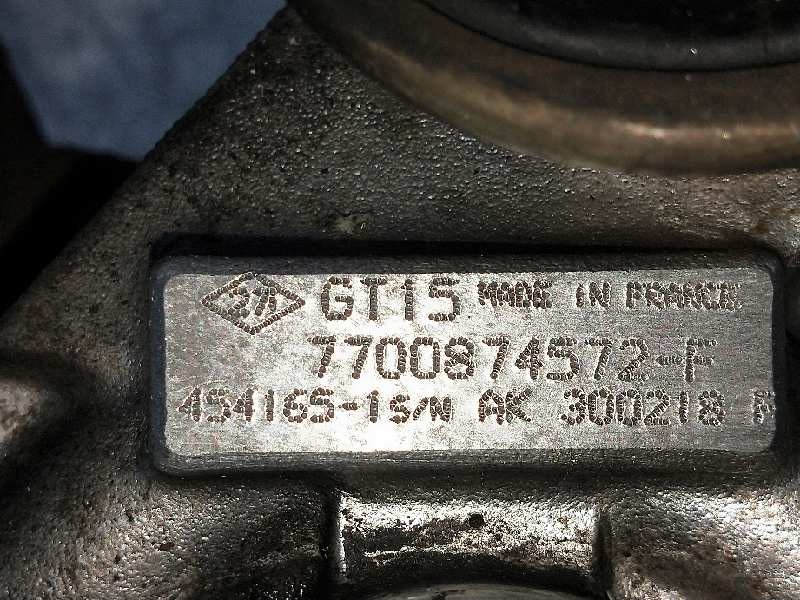 GT15 MADE IN FRANCE
7700874572-F
454165-1 S/N AK 300218 A